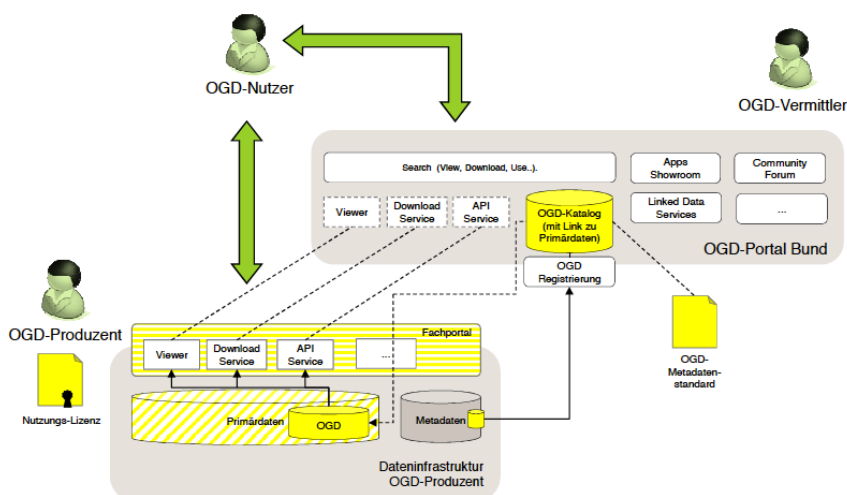 OGD-Nutzer
OGD-Vermittler
Search (View, Download, Use..).
Apps
Showroom
Community
Forum
Viewer
Download
Service
API
Service
OGD-Katalog
(mit Link zu
Primärdaten)
Linked Data
Services
...
OGD-Portal Bund
OGD
Registrierung
OGD-Produzent
Fachportal
Viewer
Download
Service
API
Service
...
OGD-
Metadaten-
standard
Nutzungs-Lizenz
Primärdaten
OGD
Metadaten
Dateninfrastruktur
OGD-Produzent